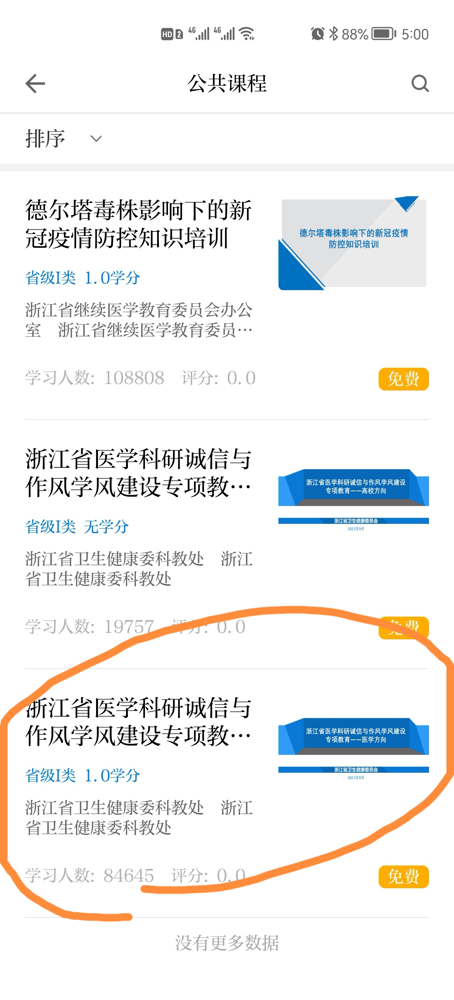 HD 2 4G 4G 88% 5:00
公共课程
排序
德尔塔毒株影响下的新
冠疫情防控知识培训
德尔塔毒株影响下的新冠疫情
防控知识培训
省级I类 1.0学分
浙江省继续医学教育委员会办公
室 浙江省继续医学教育委员…
学习人数: 108808 评分: 0.0
免费
浙江省医学科研诚信与
作风学风建设专项教…
浙江省医学科研诚信与作风学风建设
专项教育——高校方向
浙江省卫生健康委员会
2021年9月
省级I类 无学分
浙江省卫生健康委科教处 浙江
省卫生健康委科教处
学习人数: 19757 评分: 0.0
免费
浙江省医学科研诚信与
作风学风建设专项教…
浙江省医学科研诚信与作风学风建设
专项教育——医学方向
浙江省卫生健康委员会
2021年9月
省级I类 1.0学分
浙江省卫生健康委科教处 浙江
省卫生健康委科教处
学习人数: 84645 评分: 0.0
免费
没有更多数据